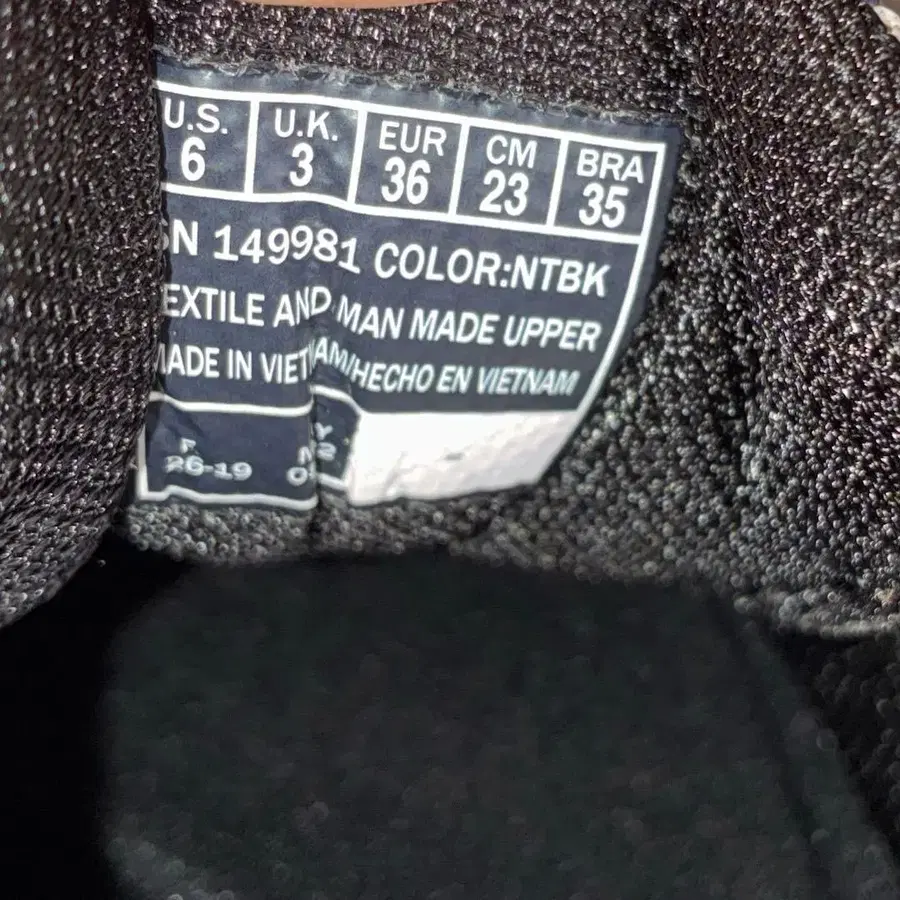 U.S. U.K. EUR CM BRA
6 3 36 23 35
SN 149981 COLOR:NTBK
EXTILE AND MAN MADE UPPER
MADE IN VIETNAM/HECHO EN VIETNAM
F. Y
26-19